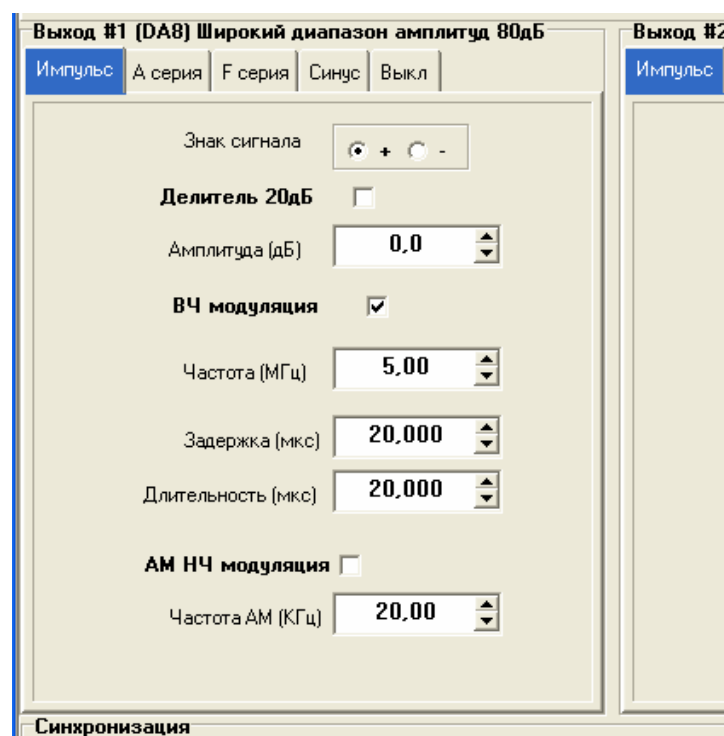 Выход #1 (DA8) Широкий диапазон амплитуд 80дБ
Выход #2
Импульс А серия F серия Синус Выкл
Импульс
Знак сигнала + -
Делитель 20дБ
Амплитуда (дБ) 0,0
ВЧ модуляция
Частота (МГц) 5,00
Задержка (мкс) 20,000
Длительность (мкс) 20,000
АМ НЧ модуляция
Частота АМ (КГц) 20,00
Синхронизация